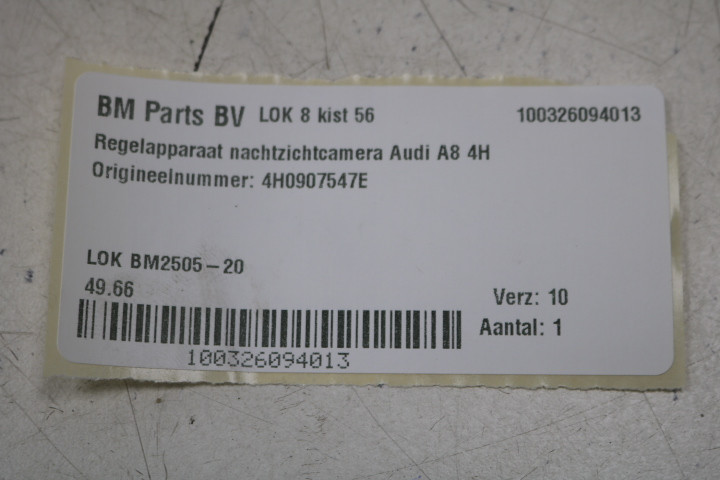 BM Parts BV LOK 8 kist 56 100326094013
Regelapparaat nachtzichtcamera Audi A8 4H
Origineelnummer: 4H0907547E
LOK BM2505-20
49.66 Verz: 10
Aantal: 1
100326094013